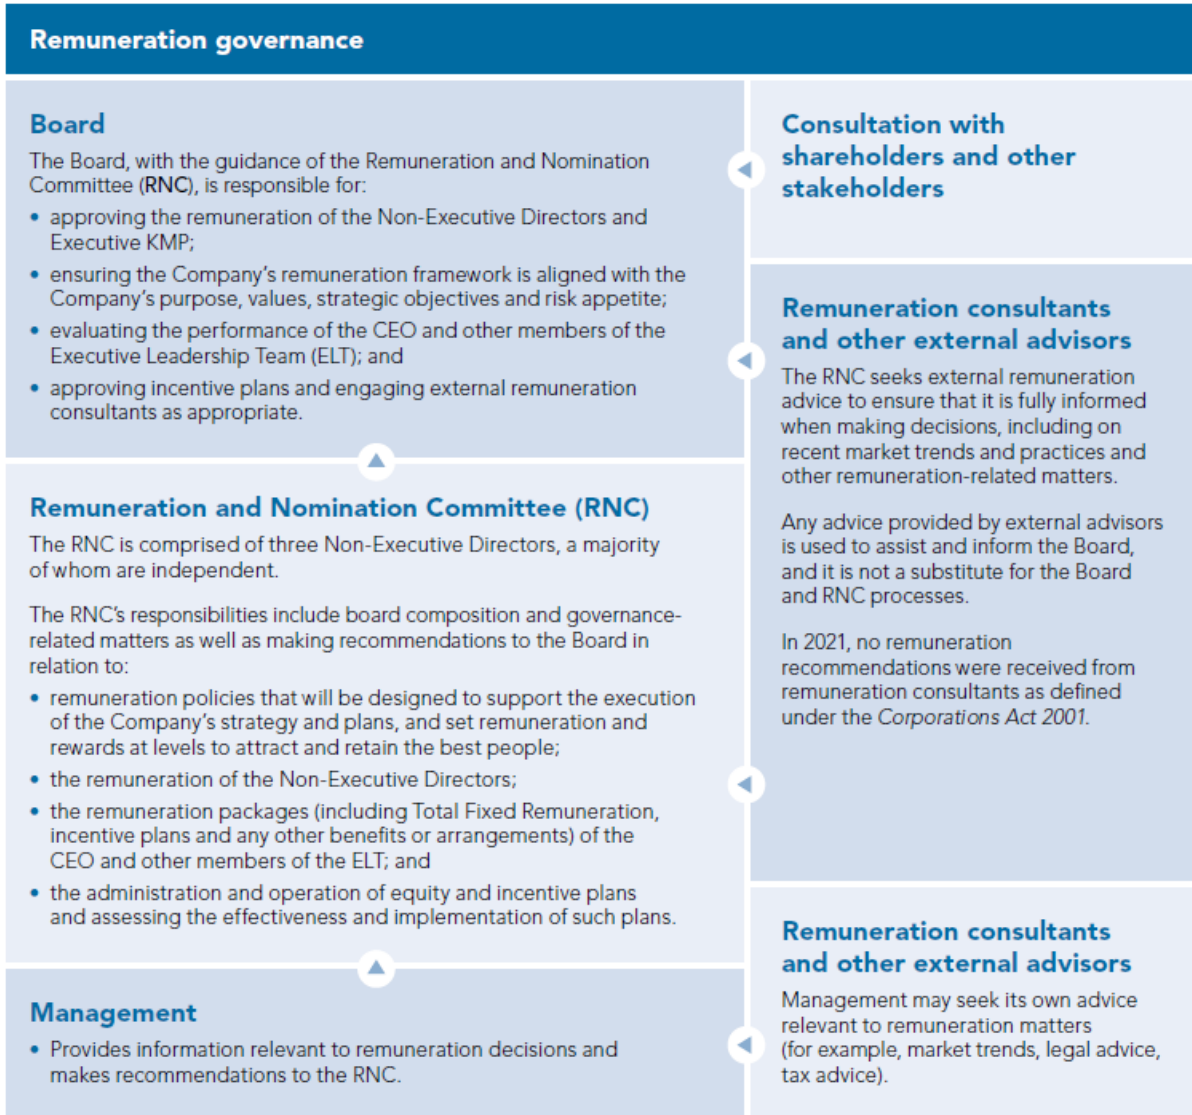 Remuneration governance
Board
The Board, with the guidance of the Remuneration and Nomination
Committee (RNC), is responsible for:
• approving the remuneration of the Non-Executive Directors and
Executive KMP;
• ensuring the Company's remuneration framework is aligned with the
Company's purpose, values, strategic objectives and risk appetite;
• evaluating the performance of the CEO and other members of the
Executive Leadership Team (ELT); and
• approving incentive plans and engaging external remuneration
consultants as appropriate.
Remuneration and Nomination Committee (RNC)
The RNC is comprised of three Non-Executive Directors, a majority
of whom are independent.
The RNC's responsibilities include board composition and governance-
related matters as well as making recommendations to the Board in
relation to:
• remuneration policies that will be designed to support the execution
of the Company's strategy and plans, and set remuneration and
rewards at levels to attract and retain the best people;
• the remuneration of the Non-Executive Directors;
• the remuneration packages (including Total Fixed Remuneration,
incentive plans and any other benefits or arrangements) of the
CEO and other members of the ELT; and
• the administration and operation of equity and incentive plans
and assessing the effectiveness and implementation of such plans.
Management
• Provides information relevant to remuneration decisions and
makes recommendations to the RNC.
Consultation with
shareholders and other
stakeholders
Remuneration consultants
and other external advisors
The RNC seeks external remuneration
advice to ensure that it is fully informed
when making decisions, including on
recent market trends and practices and
other remuneration-related matters.
Any advice provided by external advisors
is used to assist and inform the Board,
and it is not a substitute for the Board
and RNC processes.
In 2021, no remuneration
recommendations were received from
remuneration consultants as defined
under the Corporations Act 2001.
Remuneration consultants
and other external advisors
Management may seek its own advice
relevant to remuneration matters
(for example, market trends, legal advice,
tax advice).